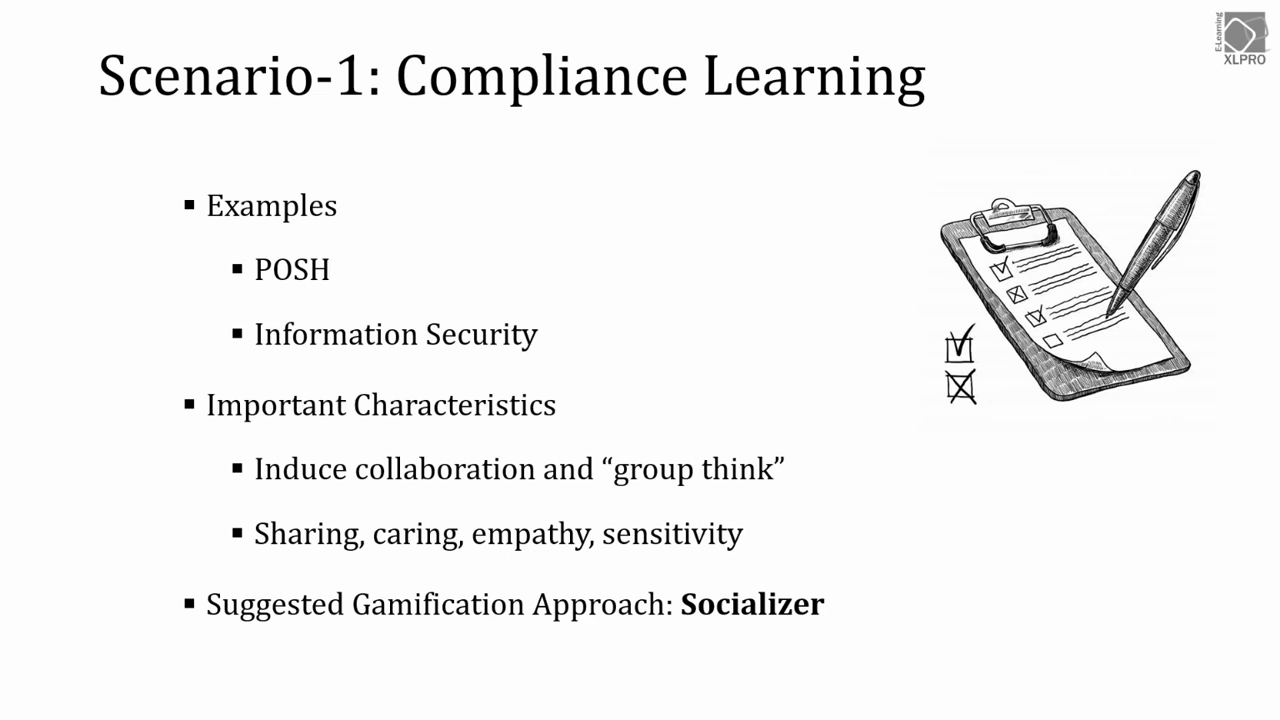 Scenario-1: Compliance Learning
E-Learning
XLPRO
▪ Examples
▪ POSH
▪ Information Security
▪ Important Characteristics
▪ Induce collaboration and “group think”
▪ Sharing, caring, empathy, sensitivity
▪ Suggested Gamification Approach: Socializer